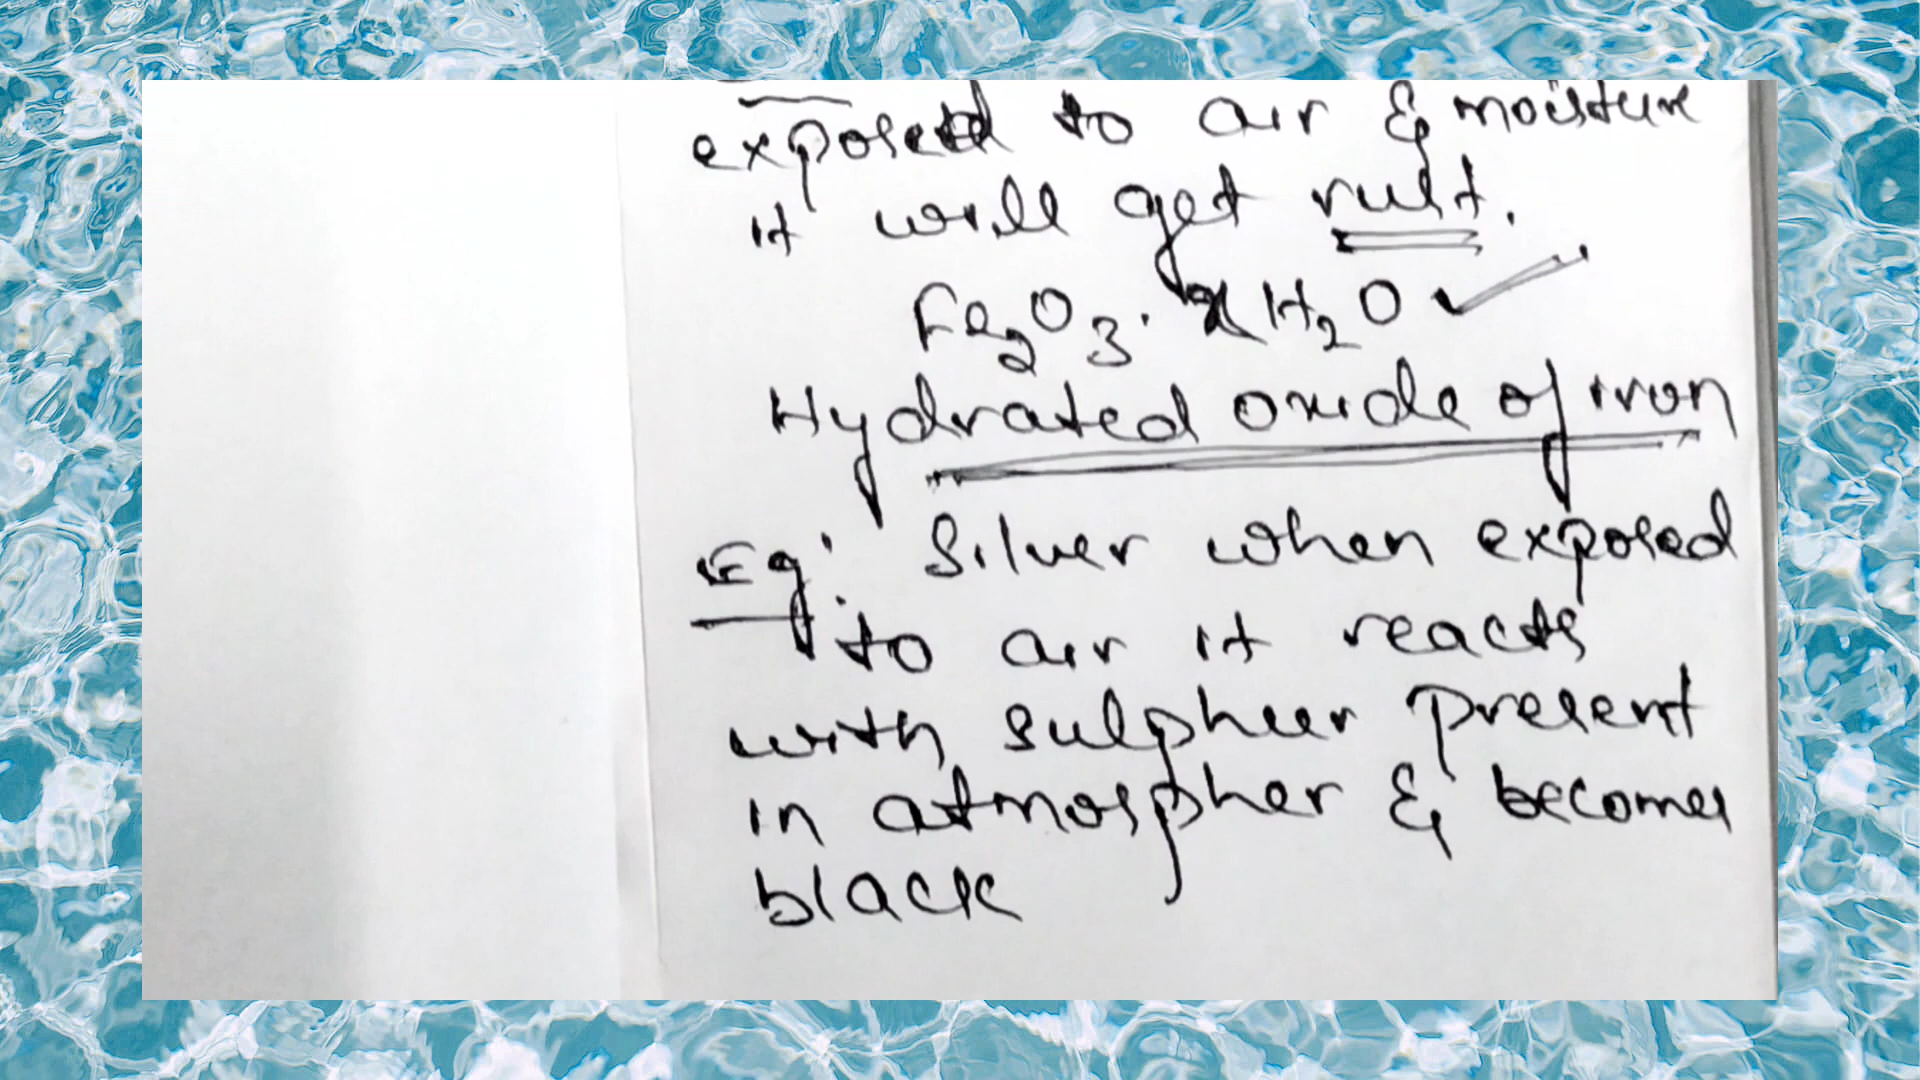 exposed to air & moisture
it will get rust.
Fe₂O₃. xH₂O ✓
Hydrated oxide of iron
Eg: Silver when exposed
to air it reacts
with sulpheur present
in atmospher & becomes
black